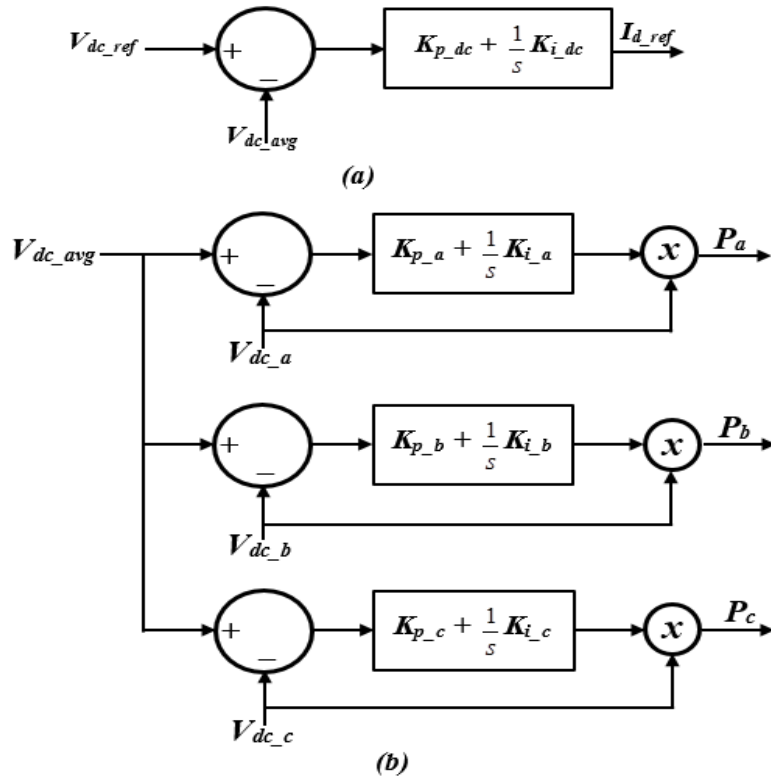 V_dc_ref + − K_p_dc + 1/s K_i_dc I_d_ref
V_dc_avg
(a)
V_dc_avg + − K_p_a + 1/s K_i_a x P_a
V_dc_a
+ − K_p_b + 1/s K_i_b x P_b
V_dc_b
+ − K_p_c + 1/s K_i_c x P_c
V_dc_c
(b)